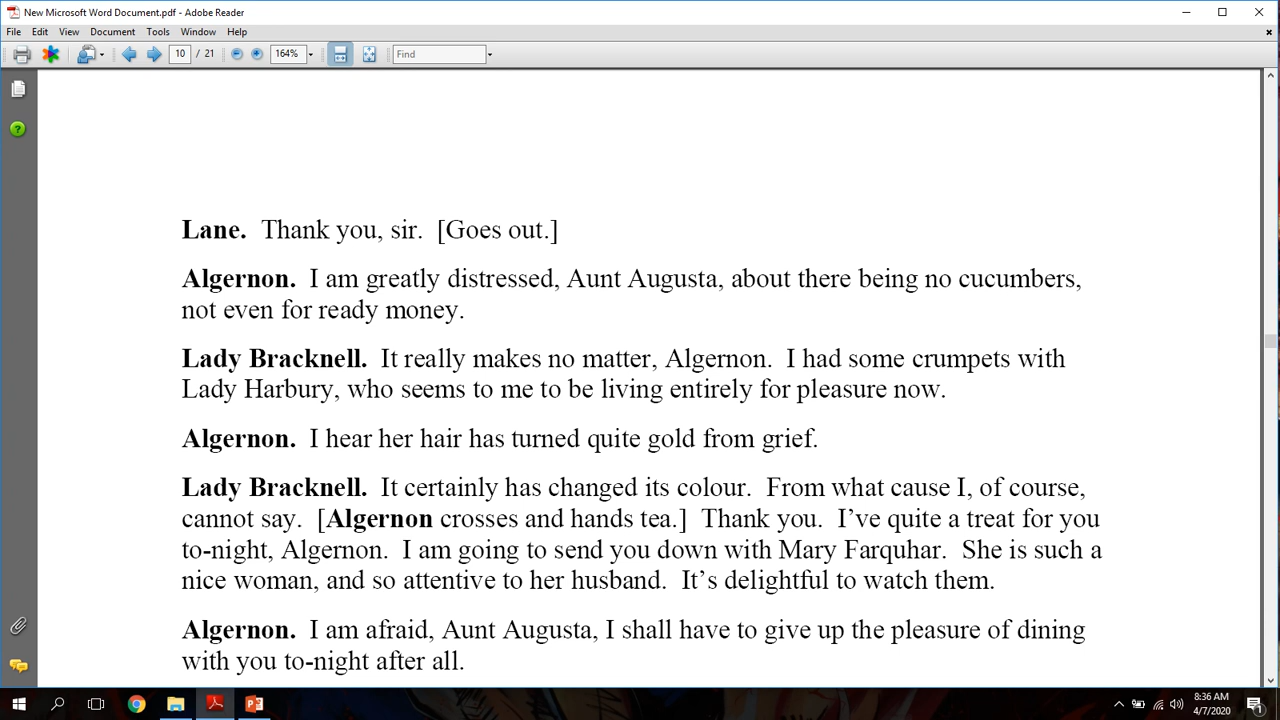 New Microsoft Word Document.pdf - Adobe Reader
File Edit View Document Tools Window Help
10 / 21 164% Find
Lane. Thank you, sir. [Goes out.]
Algernon. I am greatly distressed, Aunt Augusta, about there being no cucumbers,
not even for ready money.
Lady Bracknell. It really makes no matter, Algernon. I had some crumpets with
Lady Harbury, who seems to me to be living entirely for pleasure now.
Algernon. I hear her hair has turned quite gold from grief.
Lady Bracknell. It certainly has changed its colour. From what cause I, of course,
cannot say. [Algernon crosses and hands tea.] Thank you. I’ve quite a treat for you
to-night, Algernon. I am going to send you down with Mary Farquhar. She is such a
nice woman, and so attentive to her husband. It’s delightful to watch them.
Algernon. I am afraid, Aunt Augusta, I shall have to give up the pleasure of dining
with you to-night after all.
8:36 AM
4/7/2020